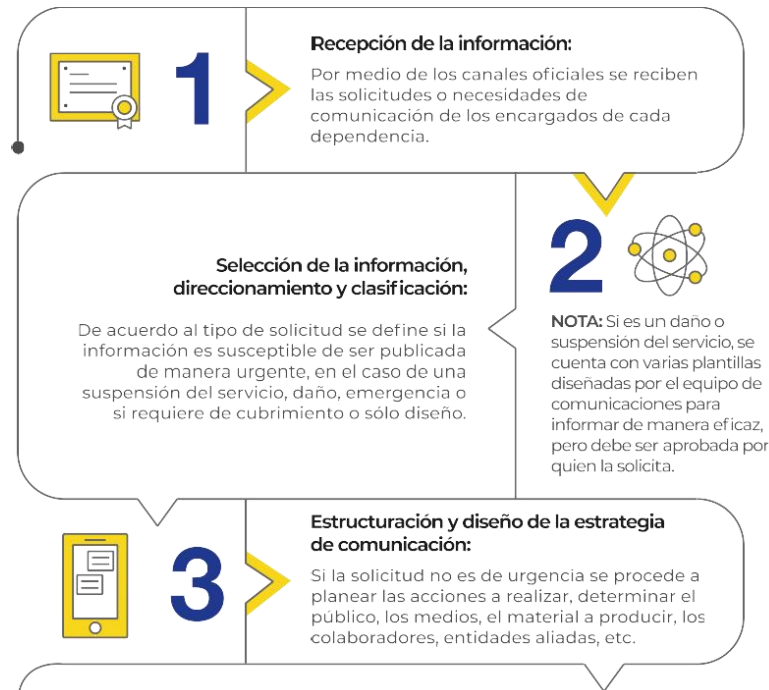 1
Recepción de la información:
Por medio de los canales oficiales se reciben
las solicitudes o necesidades de
comunicación de los encargados de cada
dependencia.
2
Selección de la información,
direccionamiento y clasificación:
De acuerdo al tipo de solicitud se define si la
información es susceptible de ser publicada
de manera urgente, en el caso de una
suspensión del servicio, daño, emergencia o
si requiere de cubrimiento o sólo diseño.
NOTA: Si es un daño o
suspensión del servicio, se
cuenta con varias plantillas
diseñadas por el equipo de
comunicaciones para
informar de manera eficaz,
pero debe ser aprobada por
quien la solicita.
3
Estructuración y diseño de la estrategia
de comunicación:
Si la solicitud no es de urgencia se procede a
planear las acciones a realizar, determinar el
público, los medios, el material a producir, los
colaboradores, entidades aliadas, etc.